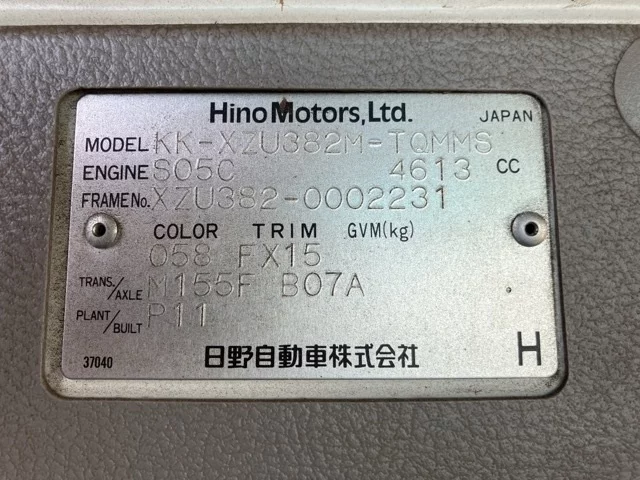 Hino Motors, Ltd. JAPAN
MODEL KK-XZU382M-TQMMS
ENGINE S05C 4613 CC
FRAME No. XZU382-0002231
COLOR TRIM GVM(kg)
058 FX15
TRANS./AXLE M155F B07A
PLANT/BUILT P11
37040 日野自動車株式会社 H